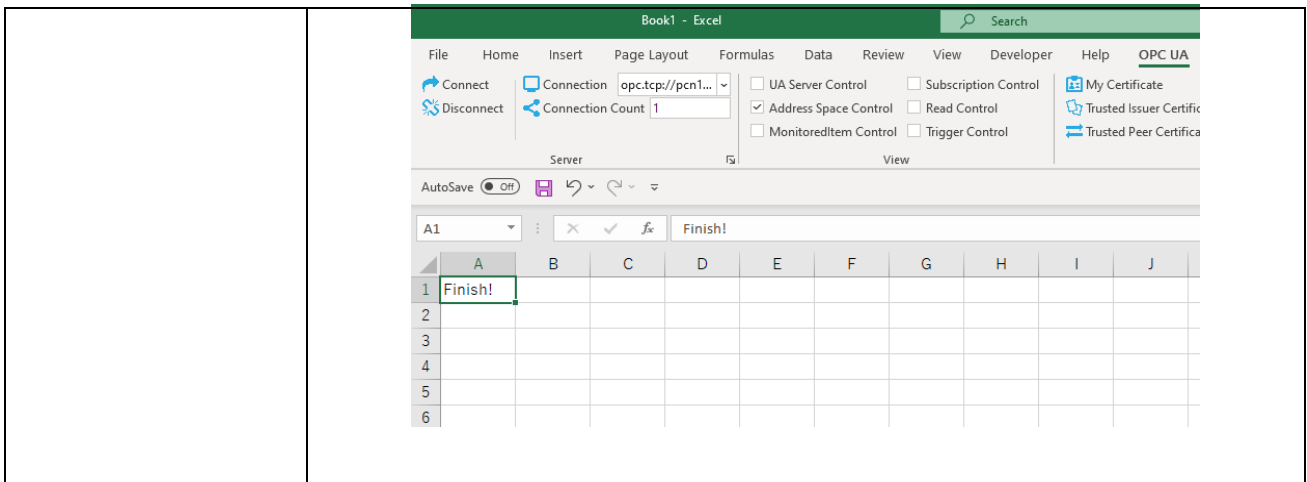 Book1 - Excel Search
File Home Insert Page Layout Formulas Data Review View Developer Help OPC UA
Connect Connection opc.tcp://pcn1... UA Server Control Subscription Control My Certificate
Disconnect Connection Count 1 Address Space Control Read Control Trusted Issuer Certific
MonitoredItem Control Trigger Control Trusted Peer Certifica
Server View
AutoSave Off
A1 fx Finish!
A B C D E F G H I J
1 Finish!
2
3
4
5
6